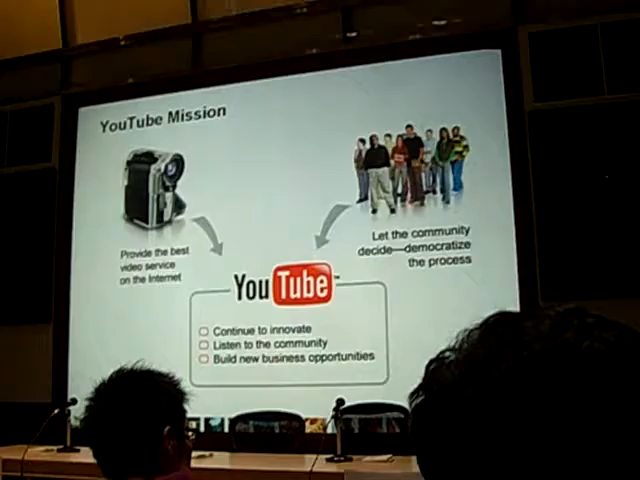 YouTube Mission
Provide the best
video service
on the Internet
Let the community
decide—democratize
the process
YouTube™
Continue to innovate
Listen to the community
Build new business opportunities